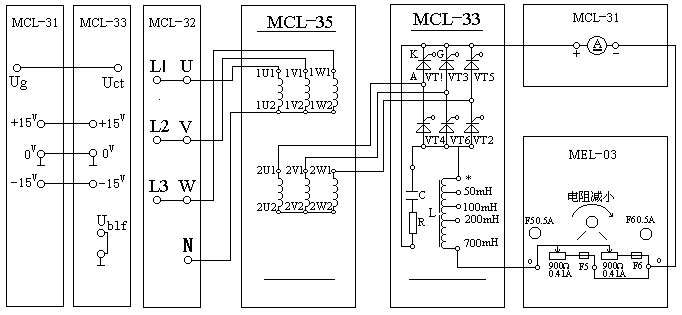 MCL-31
MCL-33
MCL-32
MCL-35
MCL-33
MCL-31
Ug
Uct
+15V
+15V
0V
0V
-15V
-15V
Ublf
L1 U
L2 V
L3 W
N
1U1 1V1 1W1
1U2 1V2 1W2
2U1 2V1 2W1
2U2 2V2 2W2
K G
A VT1 VT3 VT5
VT4 VT6 VT2
C
R
L
*
50mH
100mH
200mH
700mH
A
+ -
MEL-03
电阻减小
F50.5A
F60.5A
0
0
900Ω
0.41A
F5
900Ω
0.41A
F6